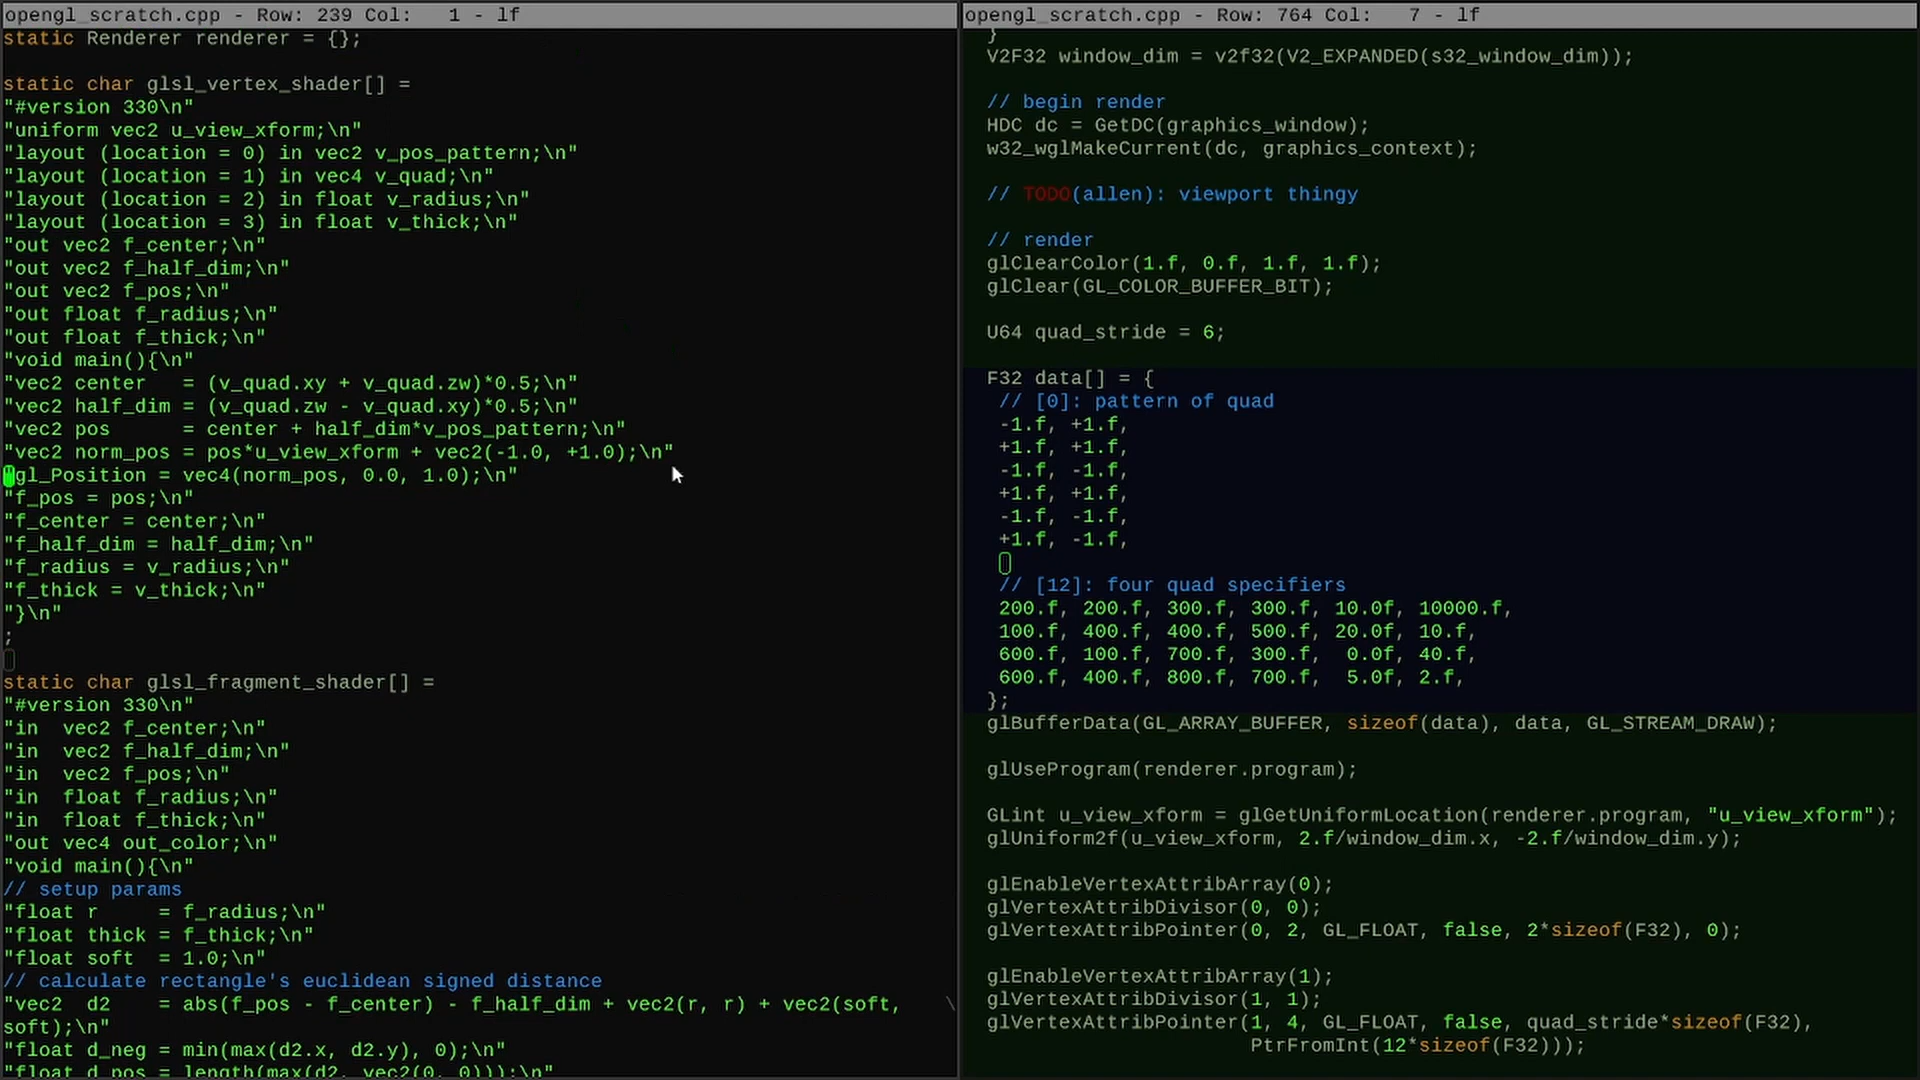 opengl_scratch.cpp - Row: 239 Col:   1 - lf
static Renderer renderer = {};
static char glsl_vertex_shader[] =
"#version 330\n"
"uniform vec2 u_view_xform;\n"
"layout (location = 0) in vec2 v_pos_pattern;\n"
"layout (location = 1) in vec4 v_quad;\n"
"layout (location = 2) in float v_radius;\n"
"layout (location = 3) in float v_thick;\n"
"out vec2 f_center;\n"
"out vec2 f_half_dim;\n"
"out vec2 f_pos;\n"
"out float f_radius;\n"
"out float f_thick;\n"
"void main(){\n"
"vec2 center   = (v_quad.xy + v_quad.zw)*0.5;\n"
"vec2 half_dim = (v_quad.zw - v_quad.xy)*0.5;\n"
"vec2 pos      = center + half_dim*v_pos_pattern;\n"
"vec2 norm_pos = pos*u_view_xform + vec2(-1.0, +1.0);\n"
"gl_Position = vec4(norm_pos, 0.0, 1.0);\n"
"f_pos = pos;\n"
"f_center = center;\n"
"f_half_dim = half_dim;\n"
"f_radius = v_radius;\n"
"f_thick = v_thick;\n"
"}\n"
;
static char glsl_fragment_shader[] =
"#version 330\n"
"in  vec2 f_center;\n"
"in  vec2 f_half_dim;\n"
"in  vec2 f_pos;\n"
"in  float f_radius;\n"
"in  float f_thick;\n"
"out vec4 out_color;\n"
"void main(){\n"
// setup params
"float r     = f_radius;\n"
"float thick = f_thick;\n"
"float soft  = 1.0;\n"
// calculate rectangle's euclidean signed distance
"vec2  d2    = abs(f_pos - f_center) - f_half_dim + vec2(r, r) + vec2(soft,    \
soft);\n"
"float d_neg = min(max(d2.x, d2.y), 0);\n"
"float d_pos = length(max(d2, vec2(0, 0)));\n"
opengl_scratch.cpp - Row: 764 Col:   7 - lf
}
V2F32 window_dim = v2f32(V2_EXPANDED(s32_window_dim));
// begin render
HDC dc = GetDC(graphics_window);
w32_wglMakeCurrent(dc, graphics_context);
// TODO(allen): viewport thingy
// render
glClearColor(1.f, 0.f, 1.f, 1.f);
glClear(GL_COLOR_BUFFER_BIT);
U64 quad_stride = 6;
F32 data[] = {
// [0]: pattern of quad
-1.f, +1.f,
+1.f, +1.f,
-1.f, -1.f,
+1.f, +1.f,
-1.f, -1.f,
+1.f, -1.f,
// [12]: four quad specifiers
200.f, 200.f, 300.f, 300.f, 10.0f, 10000.f,
100.f, 400.f, 400.f, 500.f, 20.0f, 10.f,
600.f, 100.f, 700.f, 300.f,  0.0f, 40.f,
600.f, 400.f, 800.f, 700.f,  5.0f, 2.f,
};
glBufferData(GL_ARRAY_BUFFER, sizeof(data), data, GL_STREAM_DRAW);
glUseProgram(renderer.program);
GLint u_view_xform = glGetUniformLocation(renderer.program, "u_view_xform");
glUniform2f(u_view_xform, 2.f/window_dim.x, -2.f/window_dim.y);
glEnableVertexAttribArray(0);
glVertexAttribDivisor(0, 0);
glVertexAttribPointer(0, 2, GL_FLOAT, false, 2*sizeof(F32), 0);
glEnableVertexAttribArray(1);
glVertexAttribDivisor(1, 1);
glVertexAttribPointer(1, 4, GL_FLOAT, false, quad_stride*sizeof(F32),
PtrFromInt(12*sizeof(F32)));